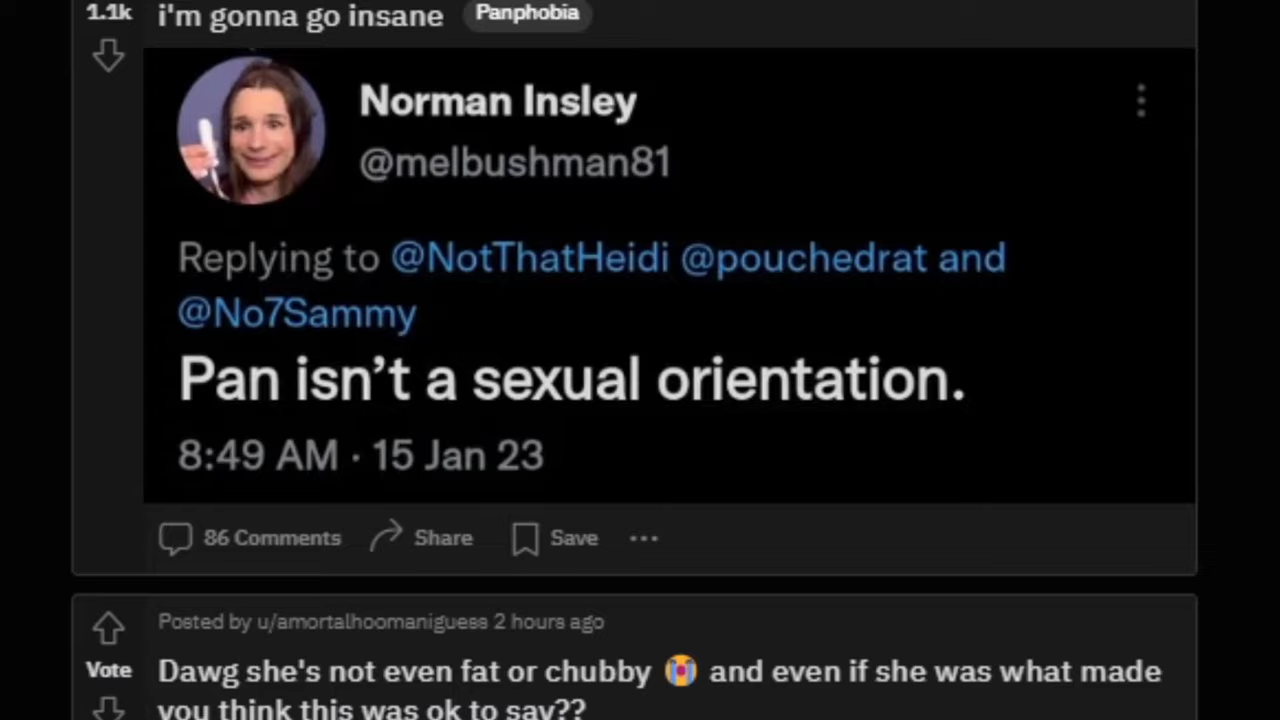 1.1k i'm gonna go insane Panphobia
Norman Insley
@melbushman81
Replying to @NotThatHeidi @pouchedrat and
@No7Sammy
Pan isn’t a sexual orientation.
8:49 AM · 15 Jan 23
86 Comments Share Save ...
Posted by u/amortalhoomaniguess 2 hours ago
Vote Dawg she's not even fat or chubby 😭 and even if she was what made
you think this was ok to say??